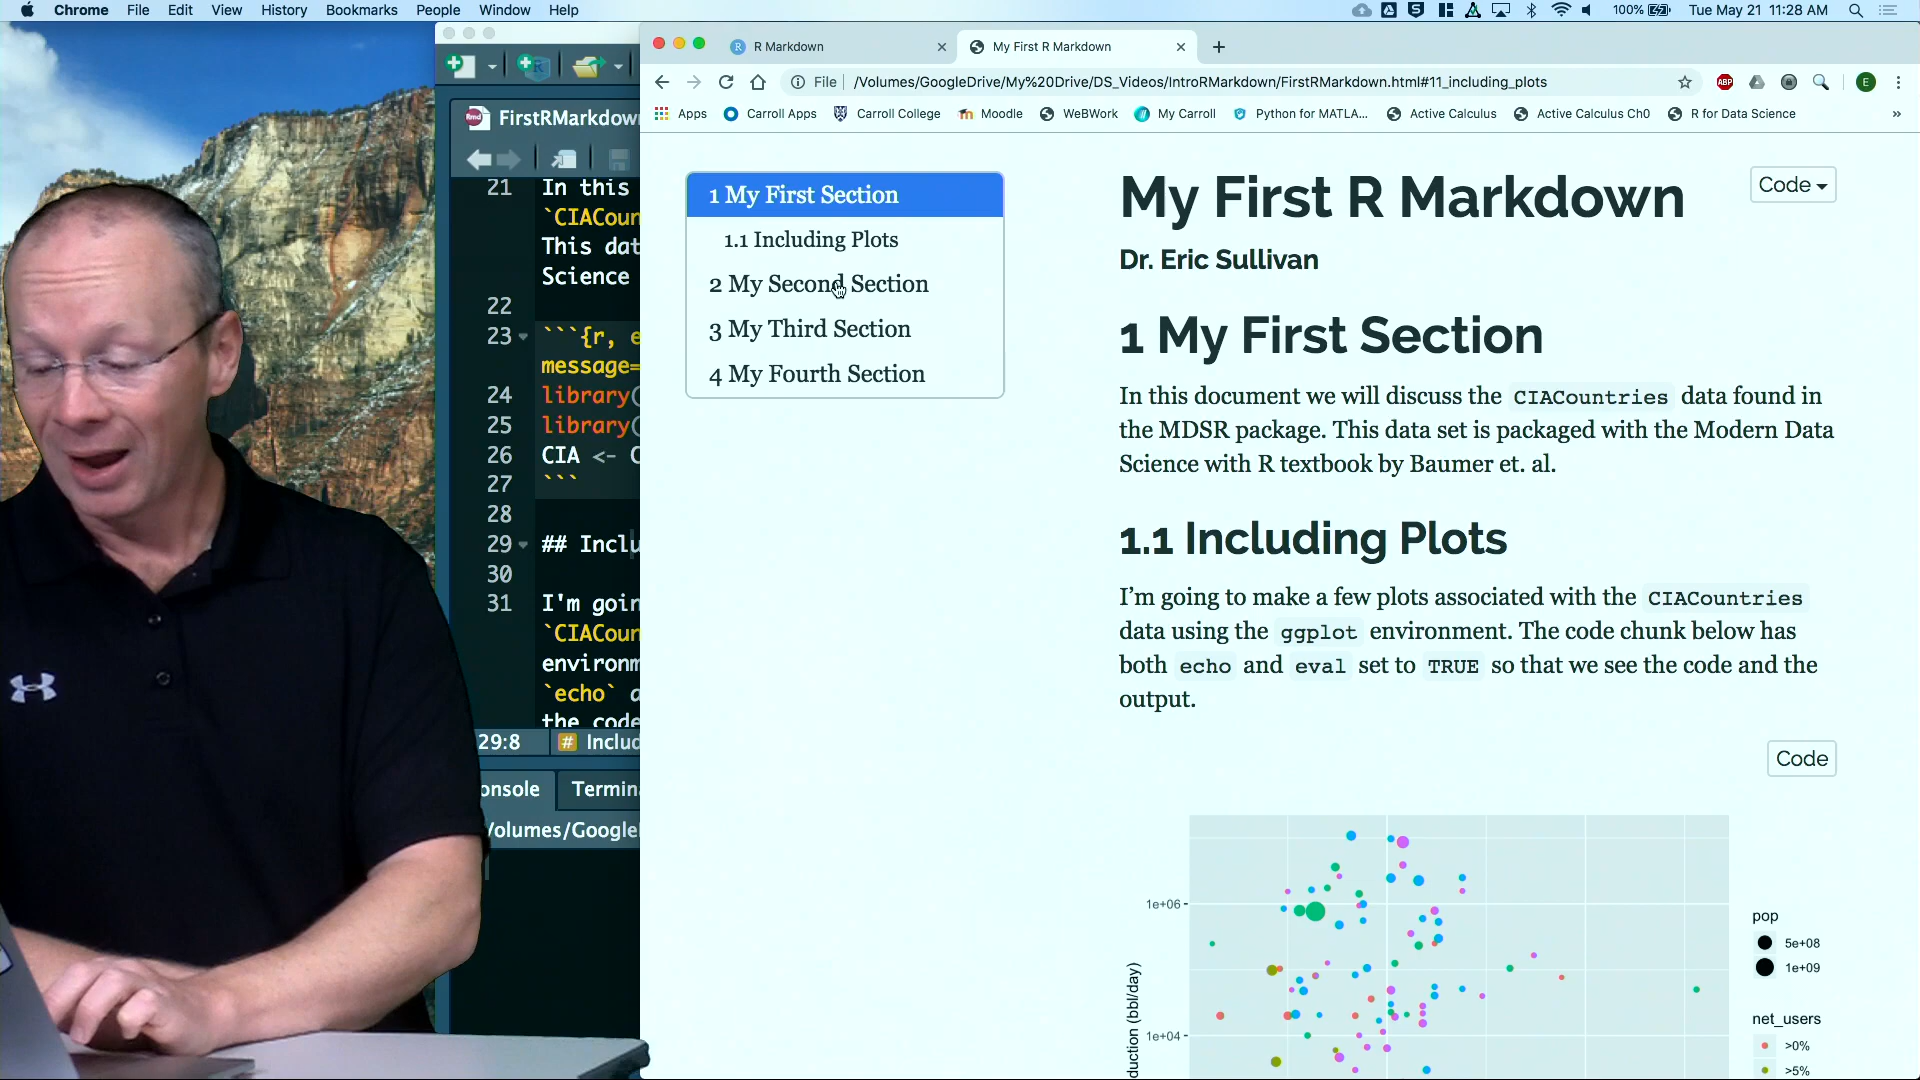 Chrome File Edit View History Bookmarks People Window Help
100% Tue May 21 11:28 AM
R Markdown
My First R Markdown
File /Volumes/GoogleDrive/My%20Drive/DS_Videos/IntroRMarkdown/FirstRMarkdown.html#11_including_plots
ABP
E
Apps Carroll Apps Carroll College Moodle WeBWork My Carroll Python for MATLA... Active Calculus Active Calculus Ch0 R for Data Science »
FirstRMarkdow
21 In this
`CIACoun
This dat
Science
22
23 ```{r, e
message=
24 library(
25 library(
26 CIA <- C
27 ```
28
29 ## Inclu
30
31 I'm goin
`CIACoun
environm
`echo` a
the code
29:8 # Includ
onsole Termina
/olumes/Google
1 My First Section
1.1 Including Plots
2 My Second Section
3 My Third Section
4 My Fourth Section
My First R Markdown
Code
Dr. Eric Sullivan
1 My First Section
In this document we will discuss the CIACountries data found in
the MDSR package. This data set is packaged with the Modern Data
Science with R textbook by Baumer et. al.
1.1 Including Plots
I’m going to make a few plots associated with the CIACountries
data using the ggplot environment. The code chunk below has
both echo and eval set to TRUE so that we see the code and the
output.
Code
1e+06
1e+04
duction (bbl/day)
pop
5e+08
1e+09
net_users
>0%
>5%